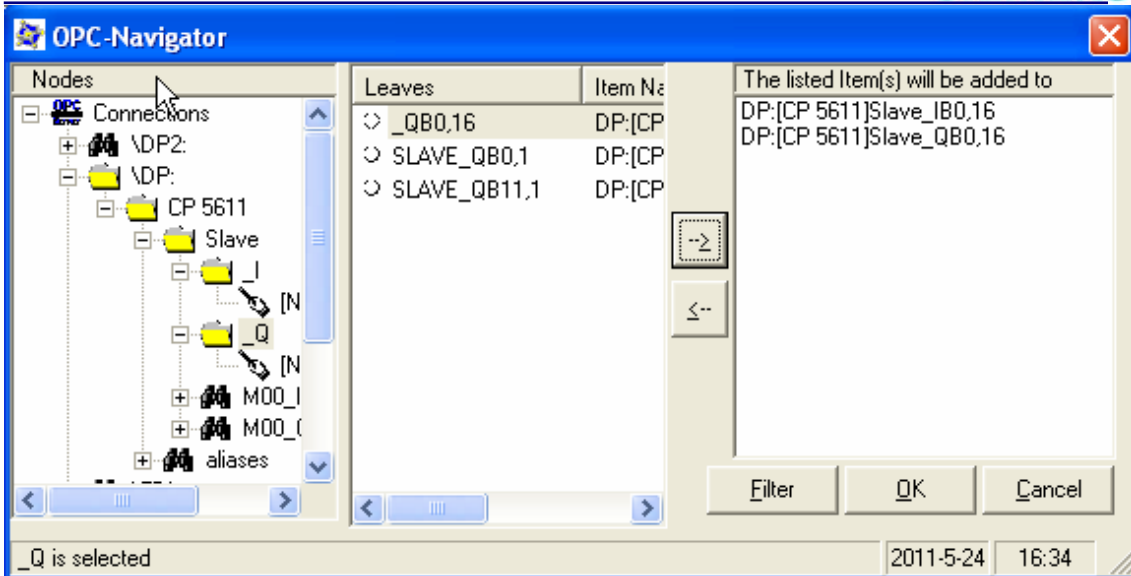 OPC-Navigator
Nodes
Connections
\DP2:
\DP:
CP 5611
Slave
_I
[N
_Q
[N
M00_I
M00_(
aliases
Leaves Item Na
_QB0,16 DP:[CP
SLAVE_QB0,1 DP:[CP
SLAVE_QB11,1 DP:[CP
-->
<--
The listed Item(s) will be added to
DP:[CP 5611]Slave_IB0,16
DP:[CP 5611]Slave_QB0,16
Filter OK Cancel
_Q is selected 2011-5-24 16:34